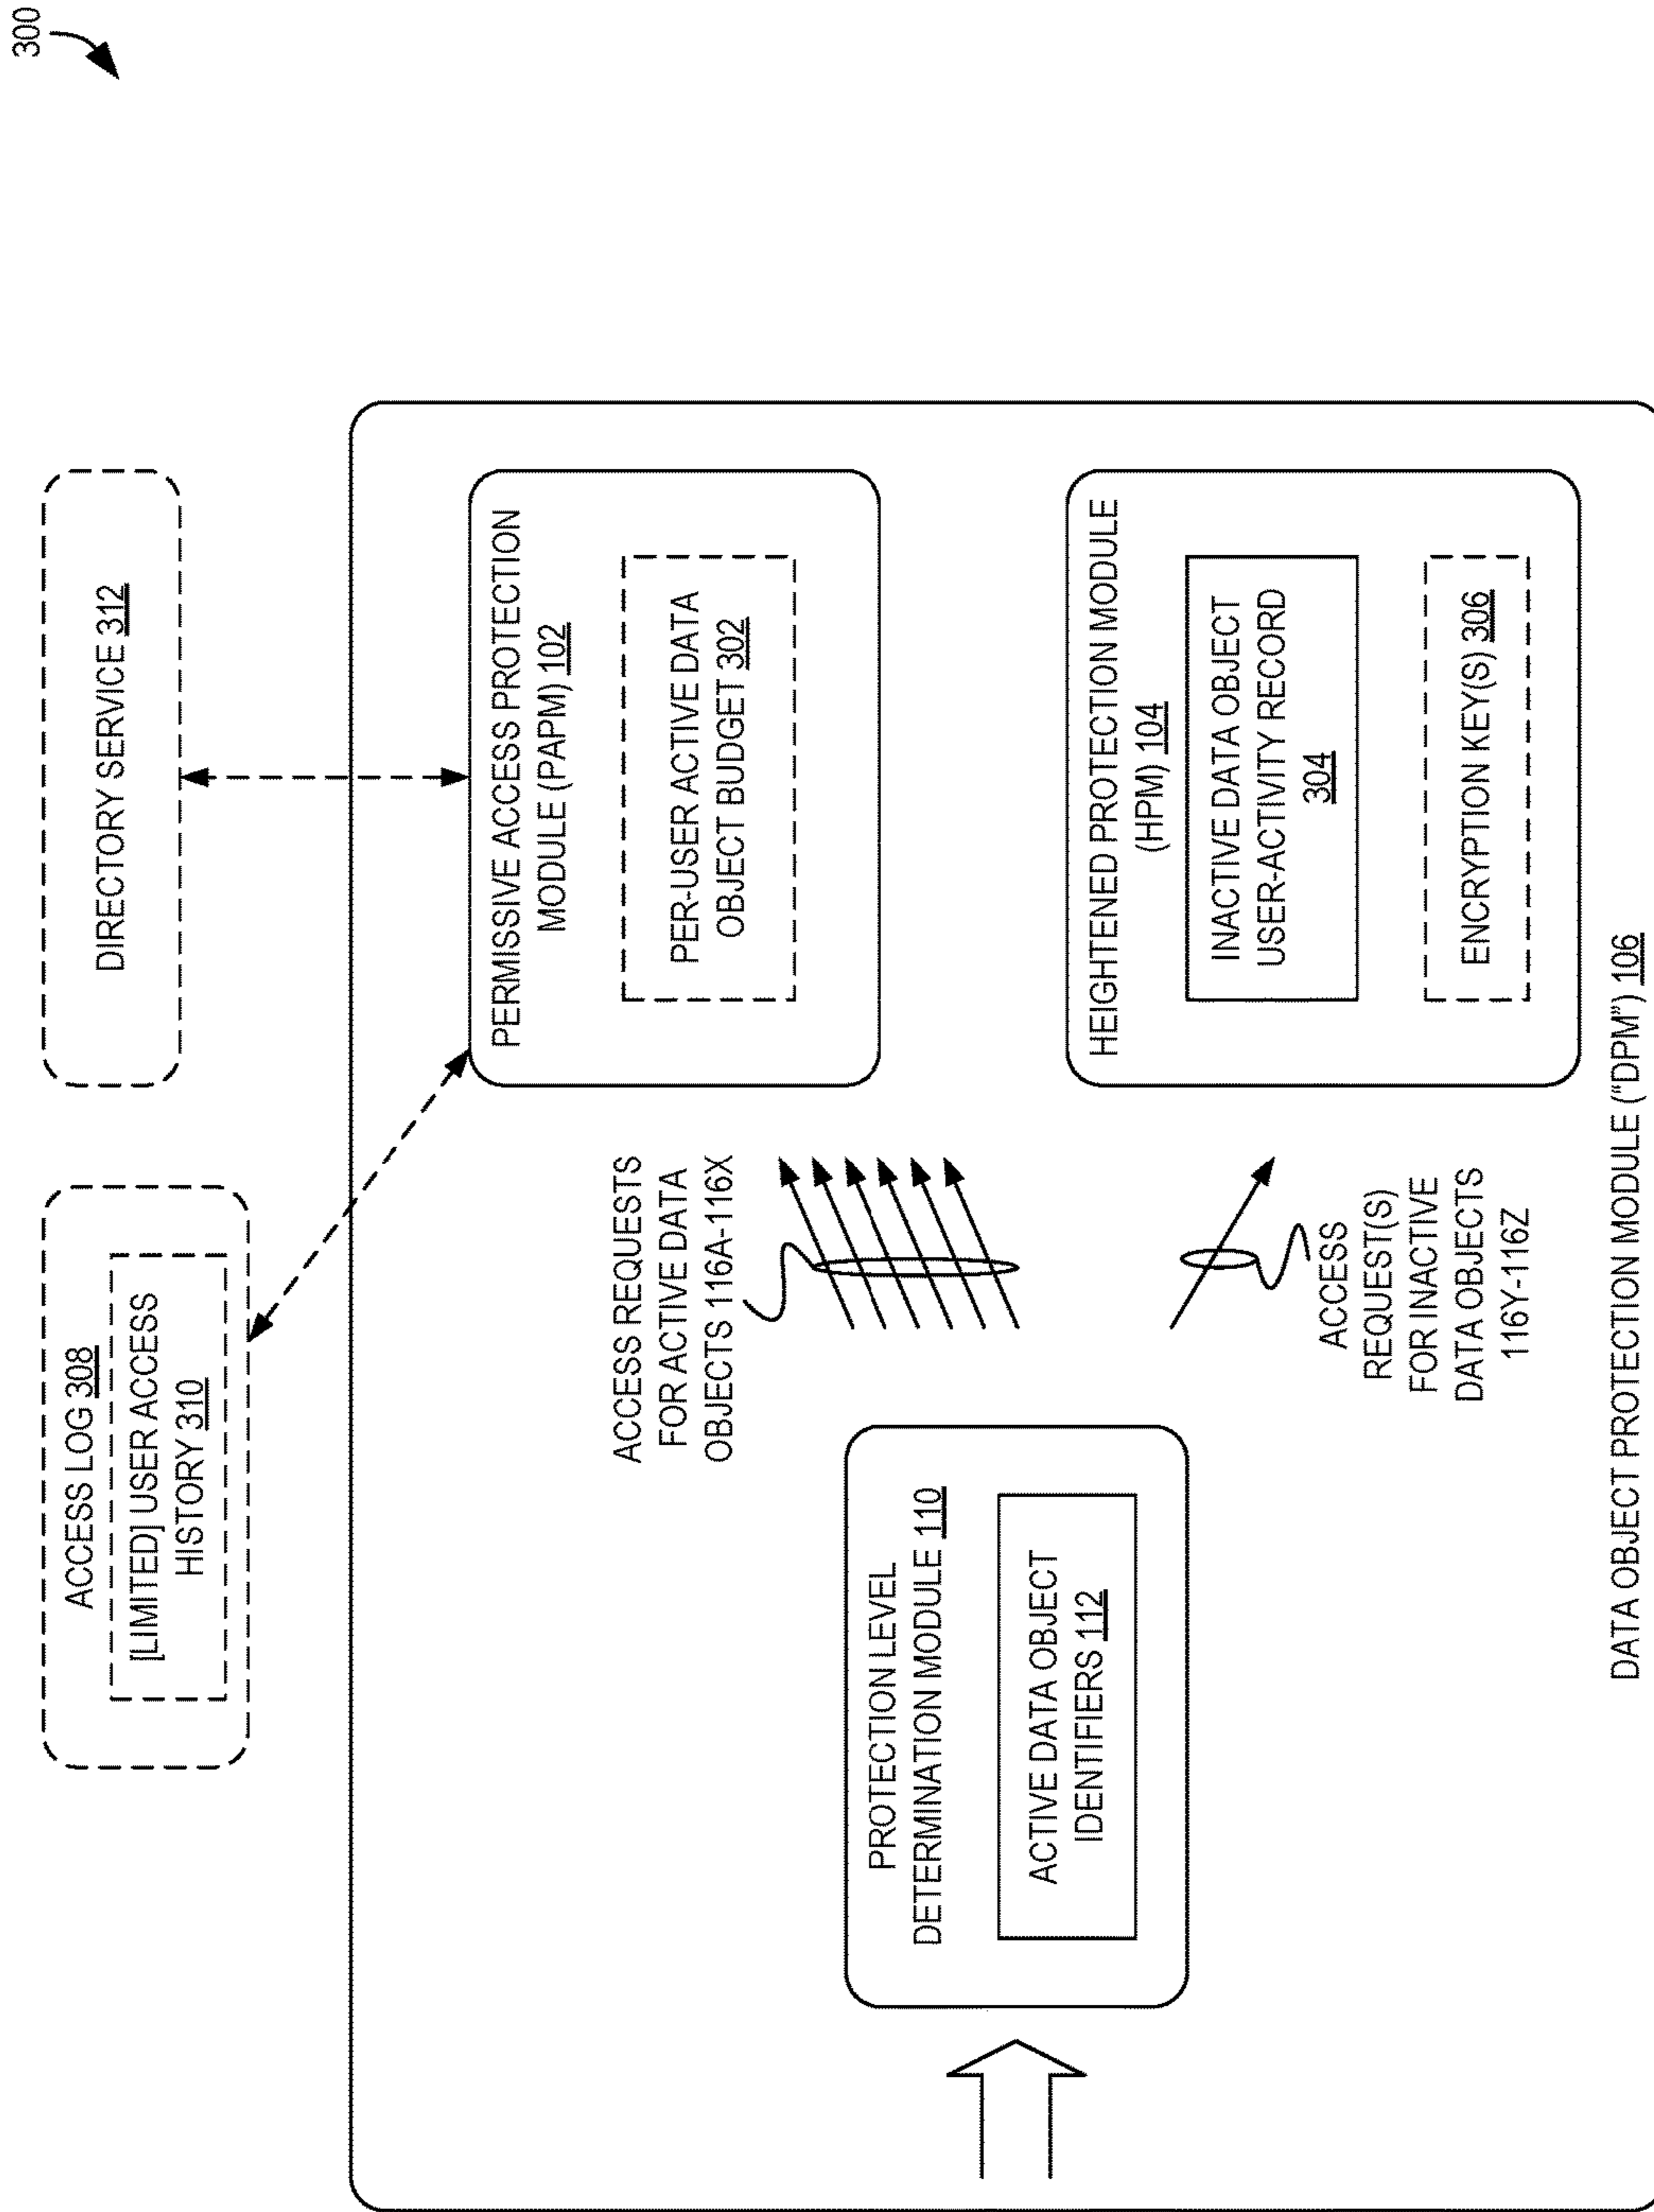 300
ACCESS LOG 308
[LIMITED] USER ACCESS
HISTORY 310
DIRECTORY SERVICE 312
PROTECTION LEVEL
DETERMINATION MODULE 110
ACTIVE DATA OBJECT
IDENTIFIERS 112
ACCESS REQUESTS
FOR ACTIVE DATA
OBJECTS 116A-116X
ACCESS
REQUEST(S)
FOR INACTIVE
DATA OBJECTS
116Y-116Z
PERMISSIVE ACCESS PROTECTION
MODULE (PAPM) 102
PER-USER ACTIVE DATA
OBJECT BUDGET 302
HEIGHTENED PROTECTION MODULE
(HPM) 104
INACTIVE DATA OBJECT
USER-ACTIVITY RECORD
304
ENCRYPTION KEY(S) 306
DATA OBJECT PROTECTION MODULE ("DPM") 106